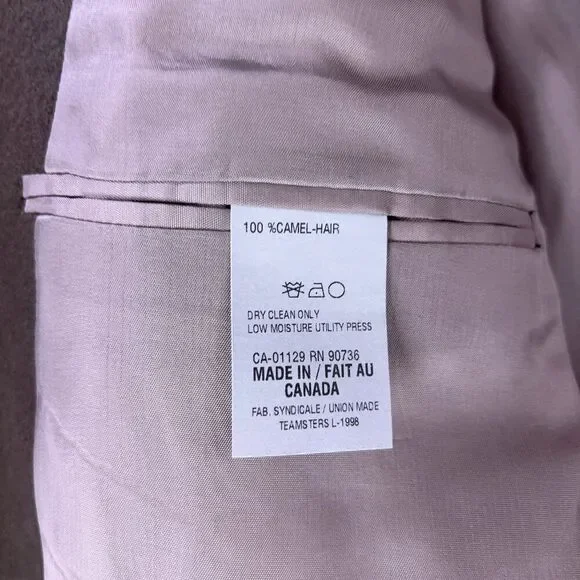 100 %CAMEL-HAIR
DRY CLEAN ONLY
LOW MOISTURE UTILITY PRESS
CA-01129 RN 90736
MADE IN / FAIT AU
CANADA
FAB. SYNDICALE / UNION MADE
TEAMSTERS L-1998